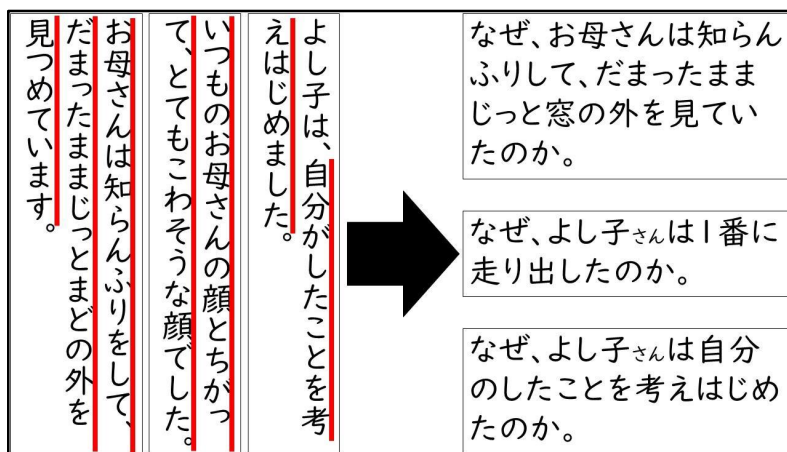 よし子は、自分がしたことを考
えはじめました。
いつものお母さんの顔とちがっ
て、とてもこわそうな顔でした。
お母さんは知らんふりをして、
だまったままじっとまどの外を
見つめています。
なぜ、お母さんは知らん
ふりして、だまったまま
じっと窓の外を見てい
たのか。
なぜ、よし子さんは1番に
走り出したのか。
なぜ、よし子さんは自分
のしたことを考えはじめ
たのか。